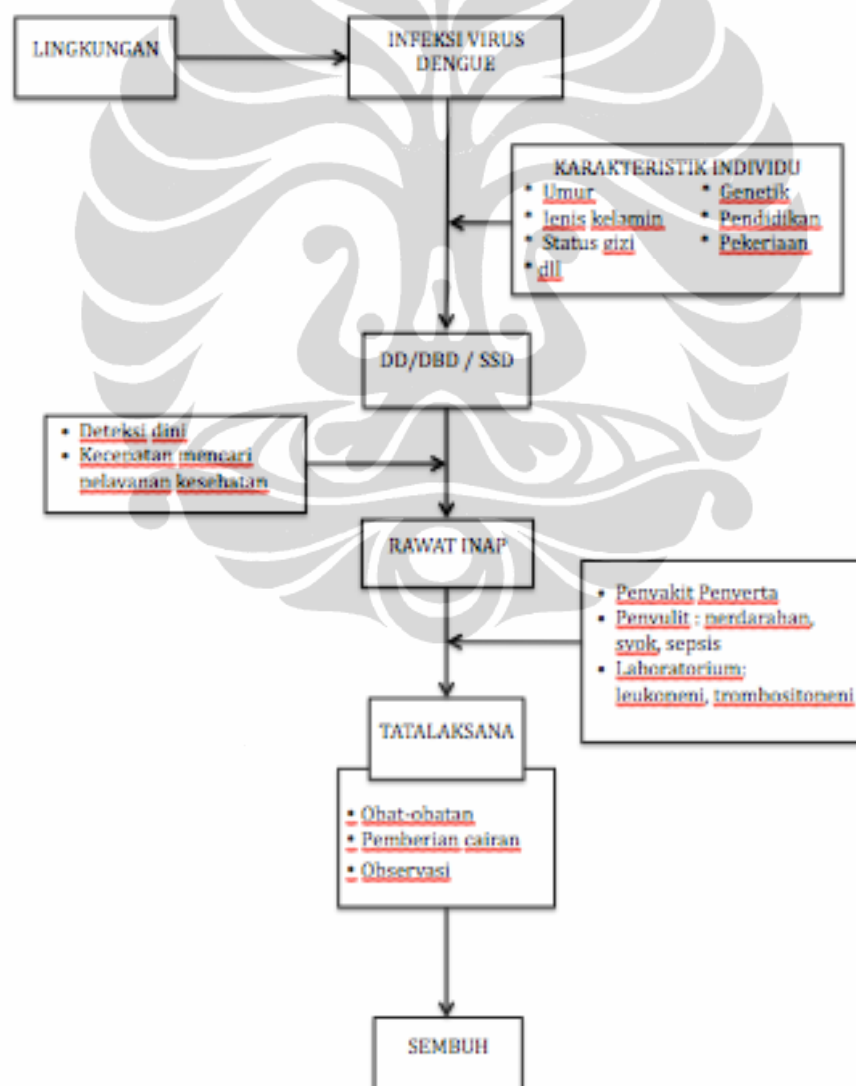 LINGKUNGAN
INFEKSI VIRUS
DENGUE
KARAKTERISTIK INDIVIDU
* Umur
* Jenis kelamin
* Status gizi
* dll
* Genetik
* Pendidikan
* Pekerjaan
DD/DBD / SSD
• Deteksi dini
• Kecepatan mencari
pelayanan kesehatan
RAWAT INAP
• Penyakit Penyerta
• Penyulit : perdarahan,
syok, sepsis
• Laboratorium:
leukopeni, trombositopeni
TATALAKSANA
• Obat-obatan
• Pemberian cairan
• Observasi
SEMBUH